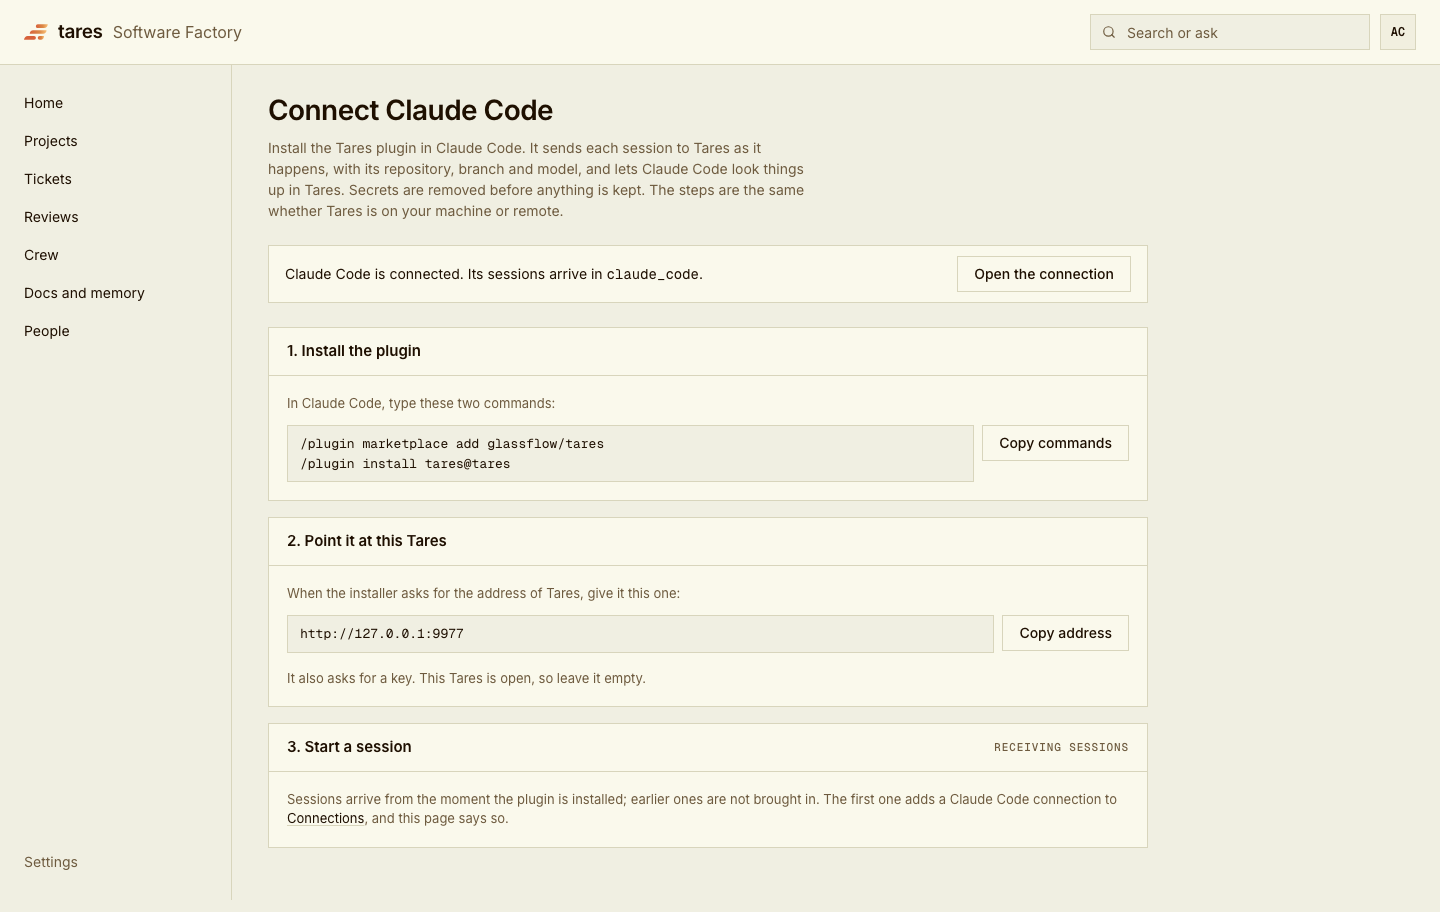 tares Software Factory
Search or ask
AC
Home
Projects
Tickets
Reviews
Crew
Docs and memory
People
Settings
Connect Claude Code
Install the Tares plugin in Claude Code. It sends each session to Tares as it
happens, with its repository, branch and model, and lets Claude Code look things
up in Tares. Secrets are removed before anything is kept. The steps are the same
whether Tares is on your machine or remote.
Claude Code is connected. Its sessions arrive in claude_code.
Open the connection
1. Install the plugin
In Claude Code, type these two commands:
/plugin marketplace add glassflow/tares
/plugin install tares@tares
Copy commands
2. Point it at this Tares
When the installer asks for the address of Tares, give it this one:
http://127.0.0.1:9977
Copy address
It also asks for a key. This Tares is open, so leave it empty.
3. Start a session
RECEIVING SESSIONS
Sessions arrive from the moment the plugin is installed; earlier ones are not brought in. The first one adds a Claude Code connection to
Connections, and this page says so.